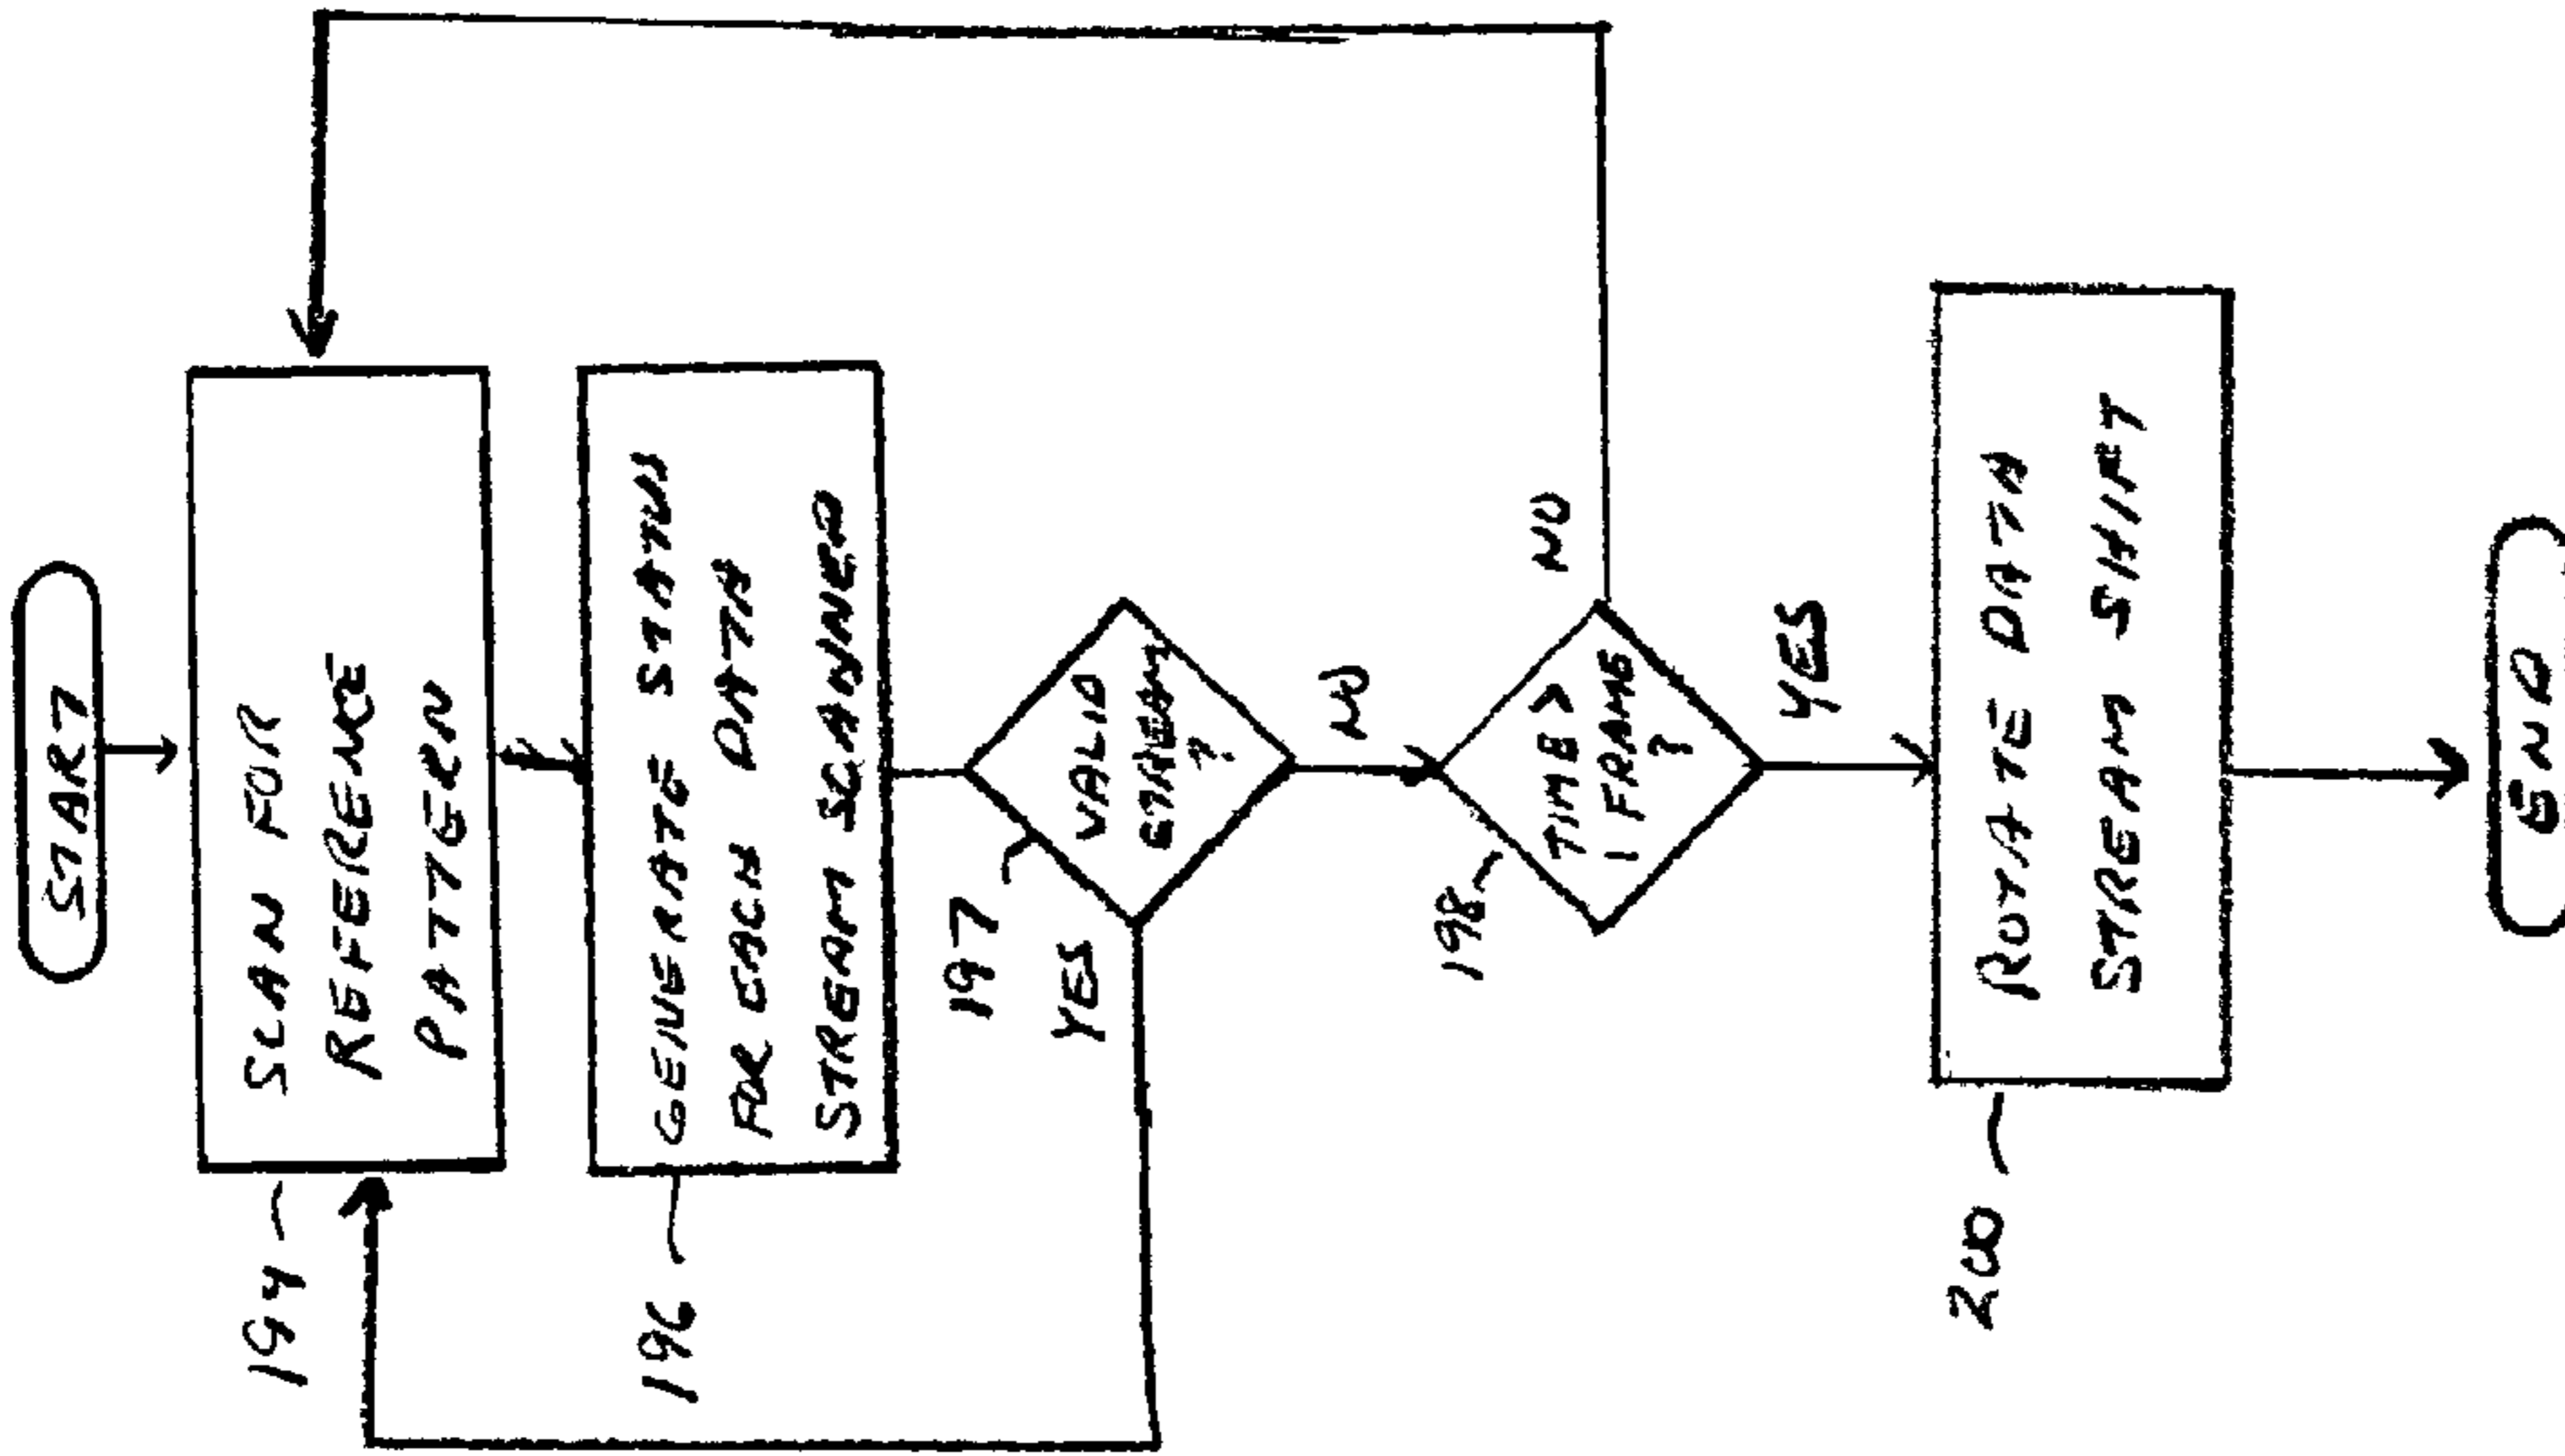 START
194
SCAN FOR
REFERENCE
PATTERN
196
GENERATE STATUS
FOR EACH DATA
STREAM SCANNED
197
VALID
STREAM
?
YES
NO
198
TIME >
1 FRAME
?
NO
YES
200
ROTATE DATA
STREAM SHIFT
END